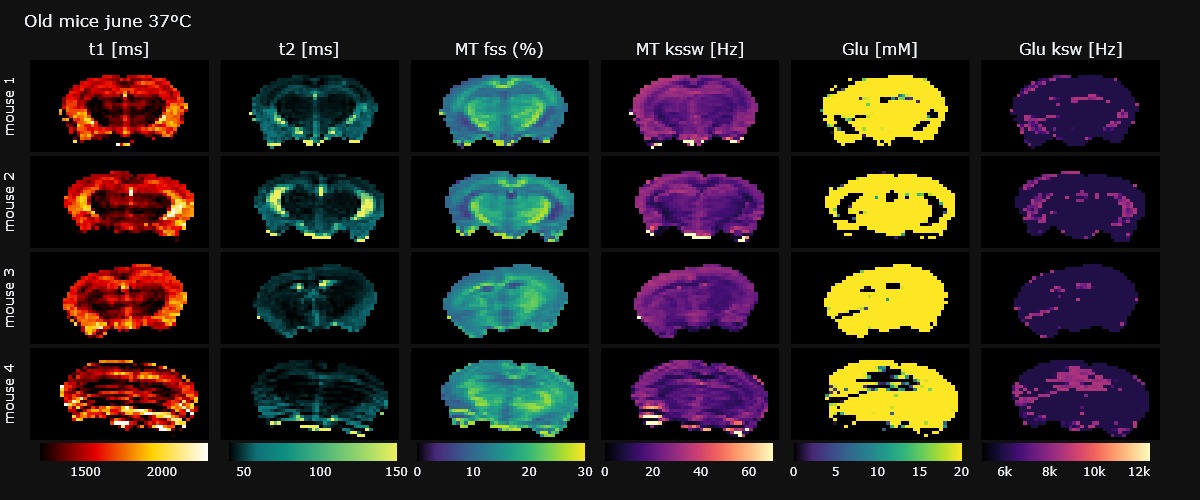 Old mice june 37ºC
t1 [ms] t2 [ms] MT fss (%) MT kssw [Hz] Glu [mM] Glu ksw [Hz]
mouse 1
mouse 2
mouse 3
mouse 4
1500 2000 50 100 150 0 10 20 30 0 20 40 60 0 5 10 15 20 6k 8k 10k 12k